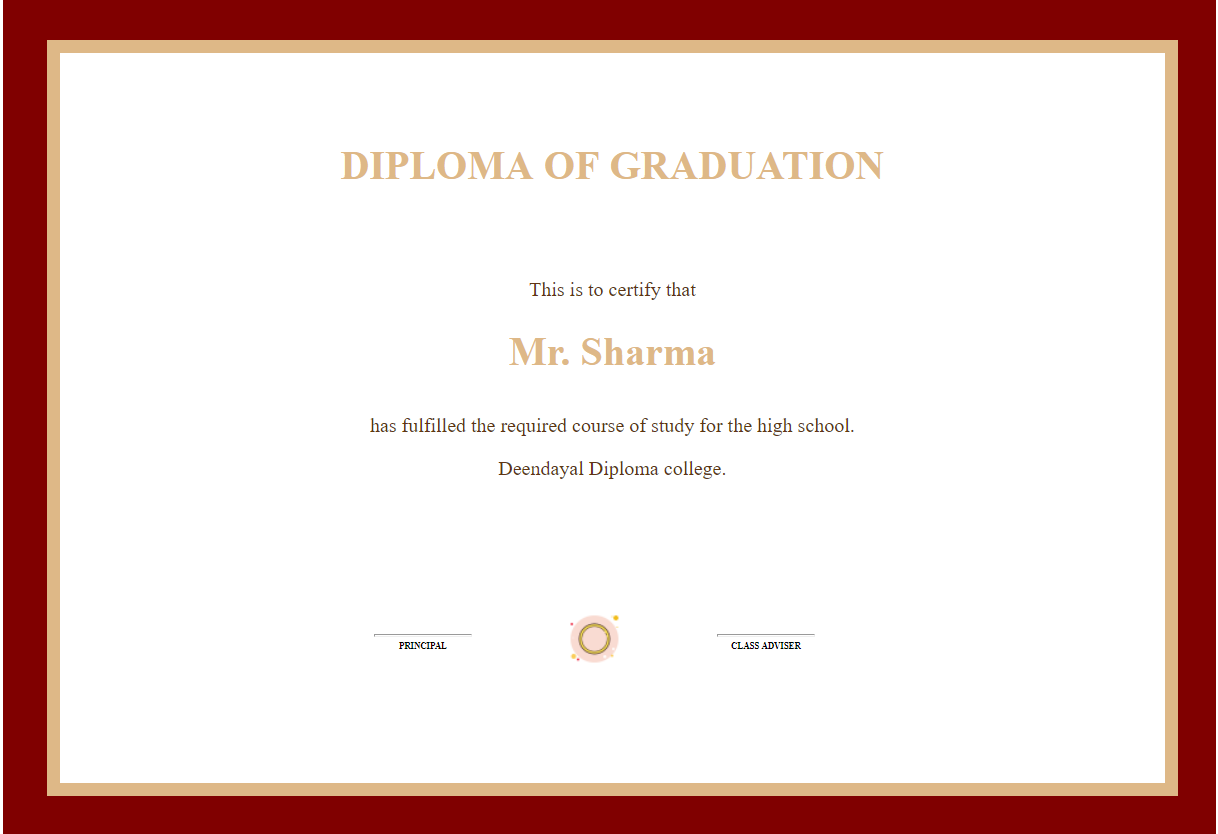 DIPLOMA OF GRADUATION
This is to certify that
Mr. Sharma
has fulfilled the required course of study for the high school.
Deendayal Diploma college.
PRINCIPAL
CLASS ADVISER